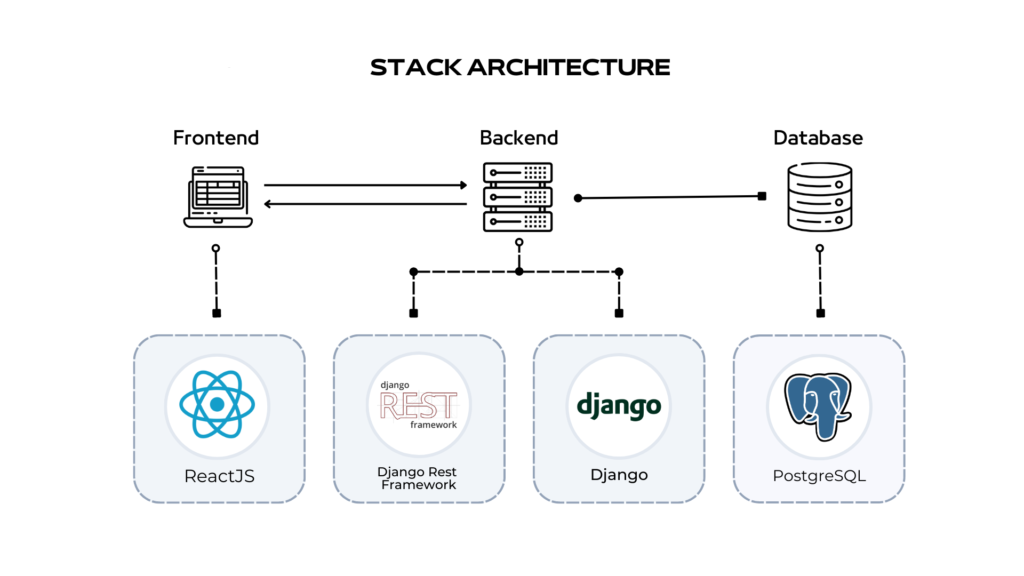 STACK ARCHITECTURE
Frontend
Backend
Database
django
REST
framework
django
ReactJS
Django Rest
Framework
Django
PostgreSQL